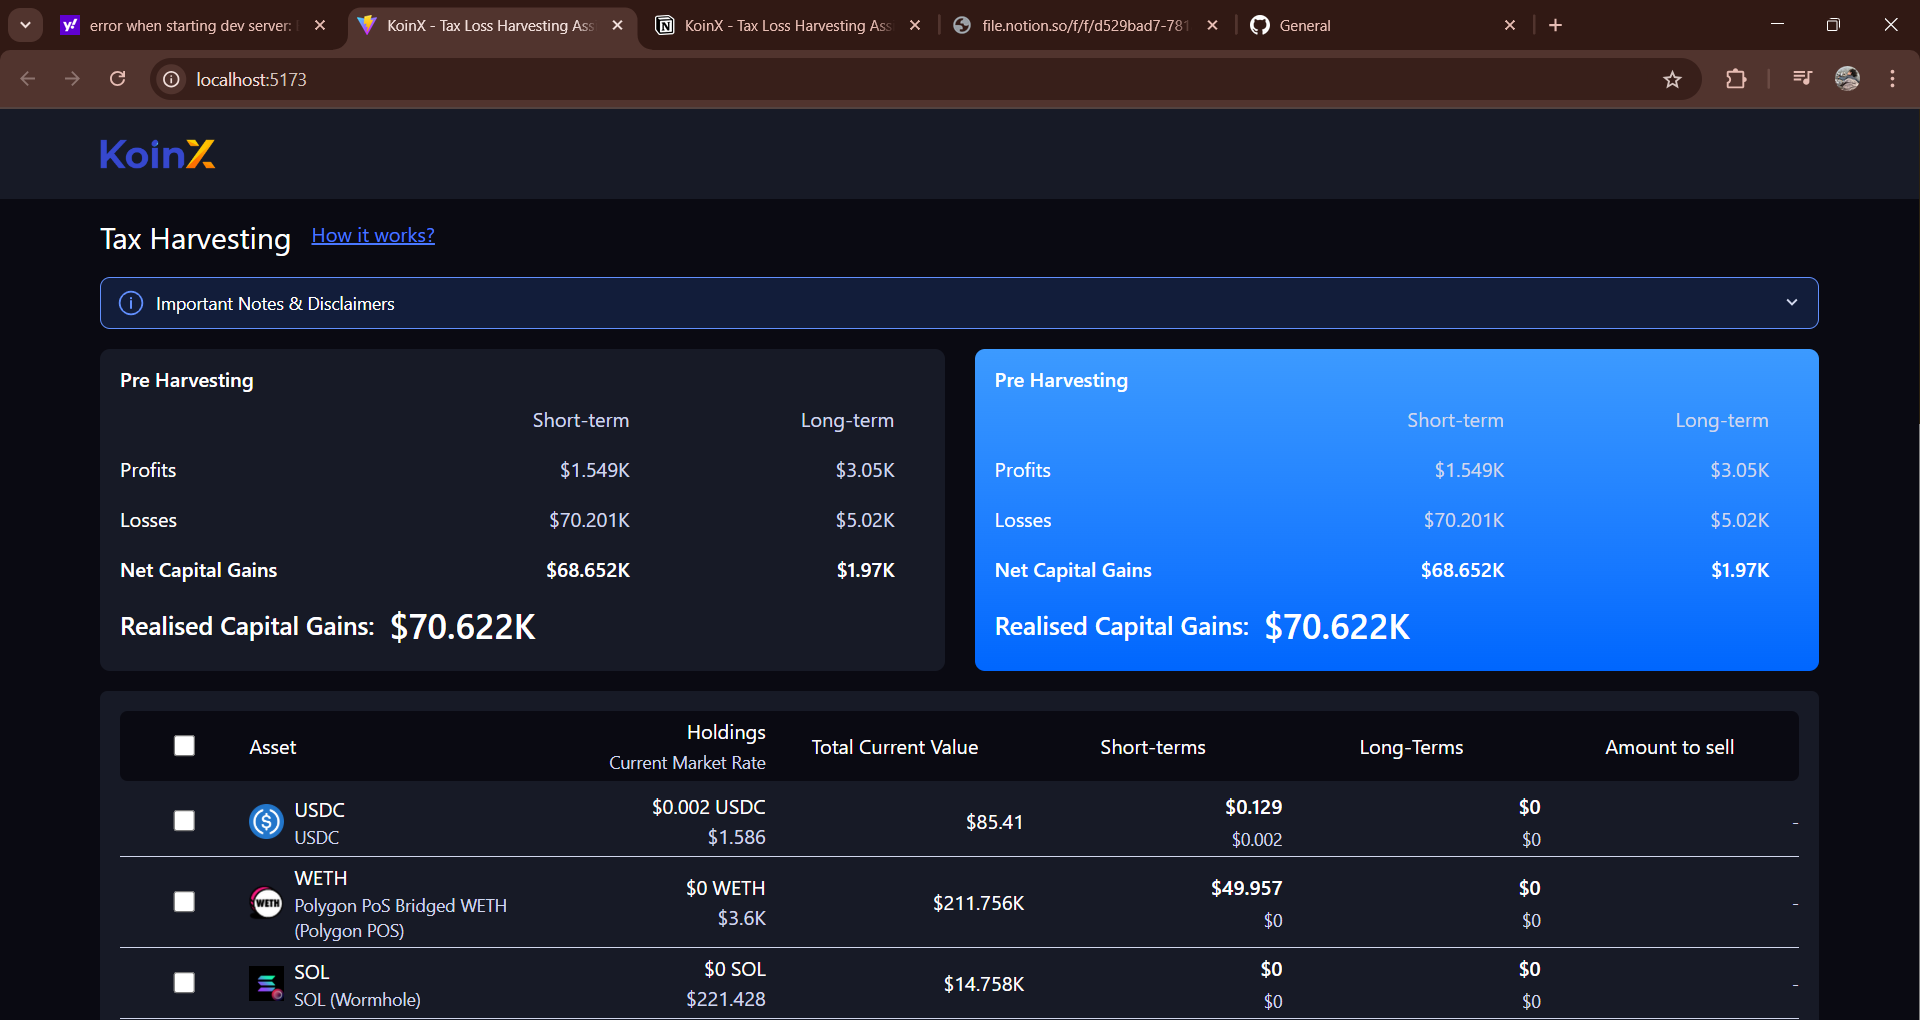 error when starting dev server:
KoinX - Tax Loss Harvesting Ass
KoinX - Tax Loss Harvesting Ass
file.notion.so/f/f/d529bad7-781
General
localhost:5173
KoinX
Tax Harvesting How it works?
Important Notes & Disclaimers
Pre Harvesting
Short-term Long-term
Profits $1.549K $3.05K
Losses $70.201K $5.02K
Net Capital Gains $68.652K $1.97K
Realised Capital Gains: $70.622K
Pre Harvesting
Short-term Long-term
Profits $1.549K $3.05K
Losses $70.201K $5.02K
Net Capital Gains $68.652K $1.97K
Realised Capital Gains: $70.622K
Asset Holdings Total Current Value Short-terms Long-Terms Amount to sell
Current Market Rate
USDC $0.002 USDC $85.41 $0.129 $0 -
USDC $1.586 $0.002 $0
WETH $0 WETH $211.756K $49.957 $0 -
Polygon PoS Bridged WETH $3.6K $0 $0
(Polygon POS)
SOL $0 SOL $14.758K $0 $0 -
SOL (Wormhole) $221.428 $0 $0